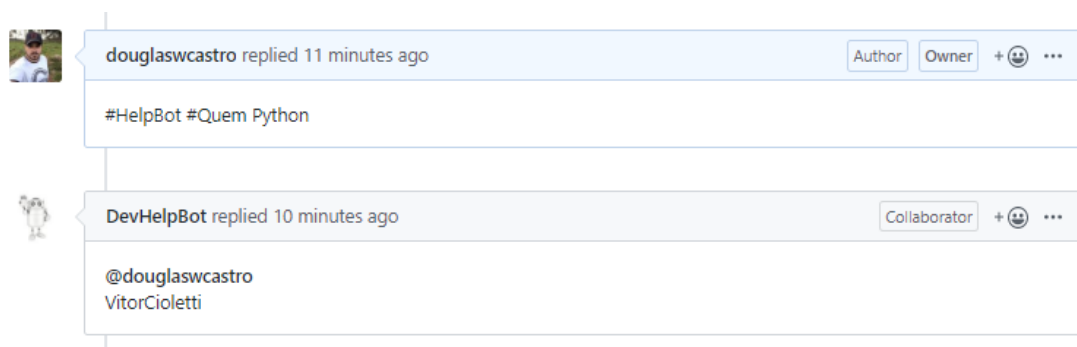 douglaswcastro replied 11 minutes ago Author Owner + ...
#HelpBot #Quem Python
DevHelpBot replied 10 minutes ago Collaborator + ...
@douglaswcastro
VitorCioletti